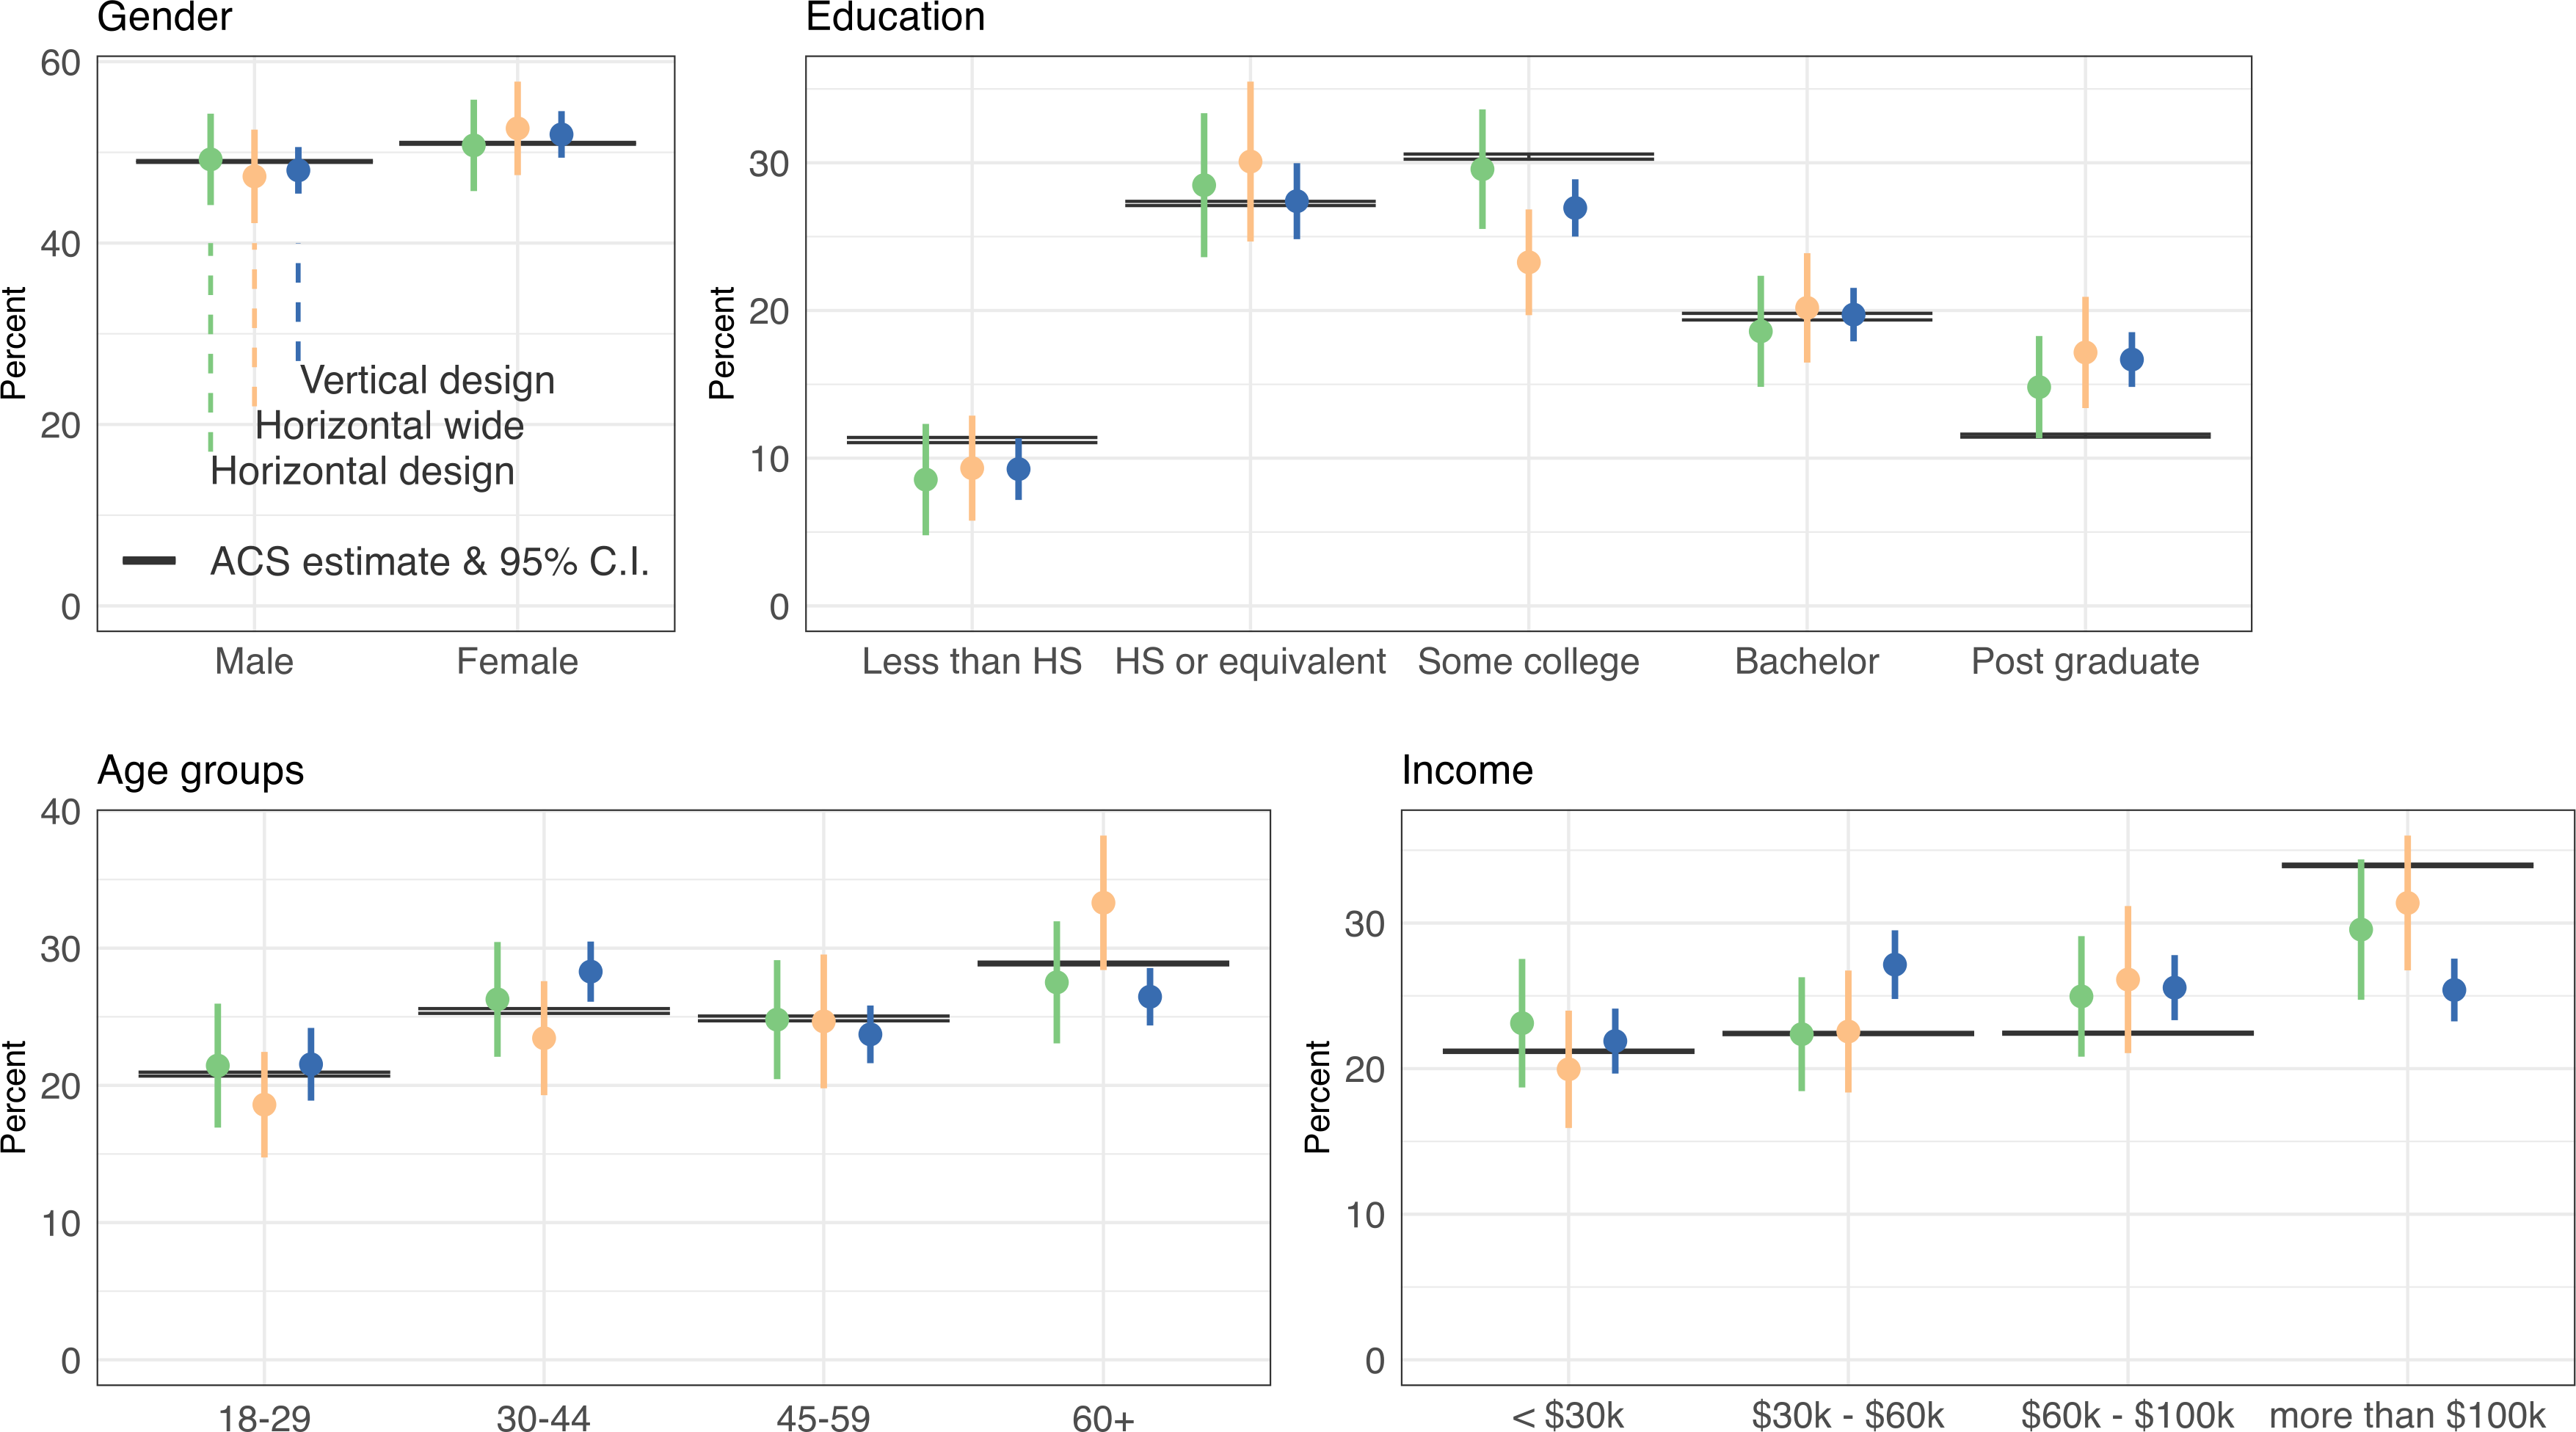 Gender
Percent
60
40
20
0
Vertical design
Horizontal wide
Horizontal design
ACS estimate & 95% C.I.
Male Female
Education
Percent
30
20
10
0
Less than HS HS or equivalent Some college Bachelor Post graduate
Age groups
Percent
40
30
20
10
0
18-29 30-44 45-59 60+
Income
Percent
30
20
10
0
< $30k $30k - $60k $60k - $100k more than $100k